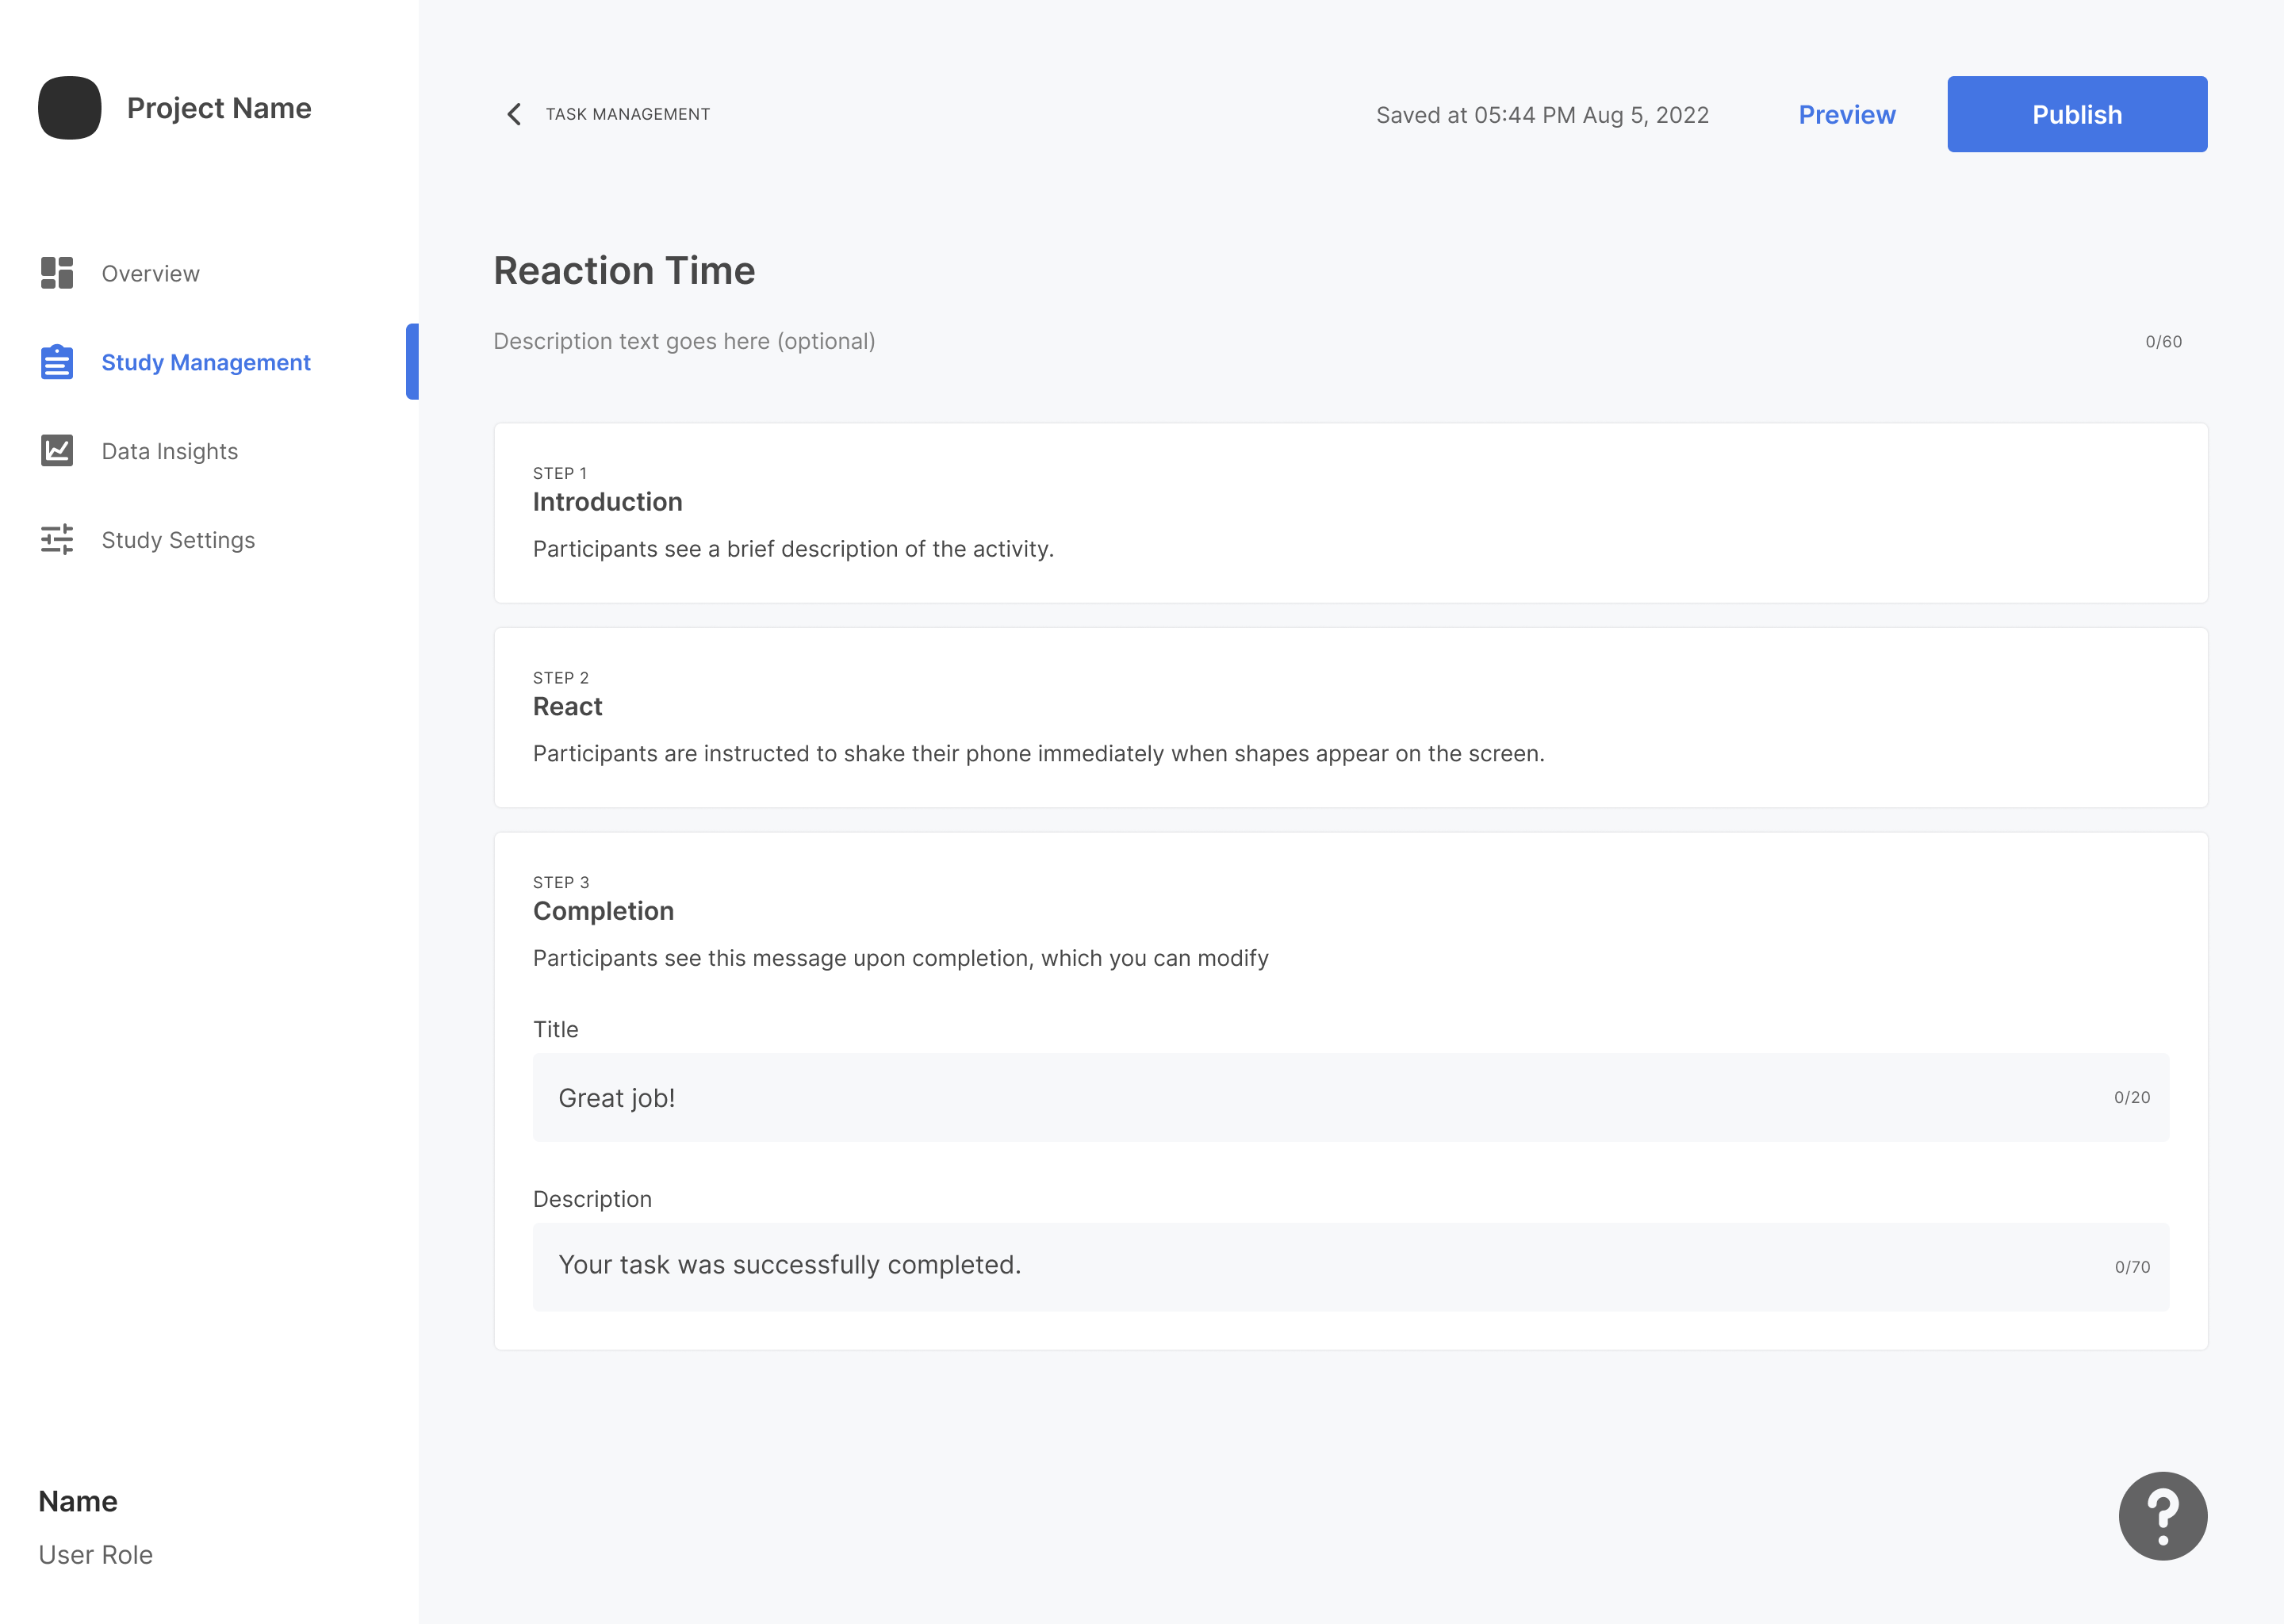 Project Name
Overview
Study Management
Data Insights
Study Settings
Name
User Role
TASK MANAGEMENT
Saved at 05:44 PM Aug 5, 2022
Preview
Publish
Reaction Time
Description text goes here (optional)
0/60
STEP 1
Introduction
Participants see a brief description of the activity.
STEP 2
React
Participants are instructed to shake their phone immediately when shapes appear on the screen.
STEP 3
Completion
Participants see this message upon completion, which you can modify
Title
Great job!
0/20
Description
Your task was successfully completed.
0/70
?